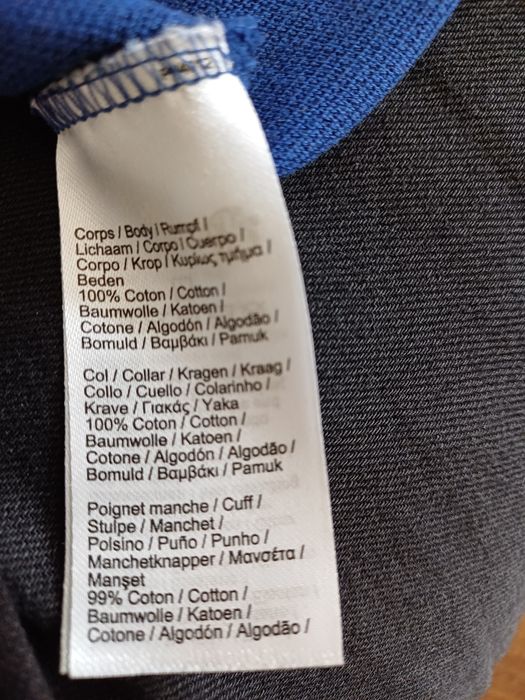 Corps / Body / Rumpf /
Lichaam / Corpo / Cuerpo /
Corpo / Krop / Κυρίως τμήμα /
Beden
100% Coton / Cotton /
Baumwolle / Katoen /
Cotone / Algodón / Algodão /
Bomuld / Βαμβάκι / Pamuk
Col / Collar / Kragen / Kraag /
Collo / Cuello / Colarinho /
Krave / Γιακάς / Yaka
100% Coton / Cotton /
Baumwolle / Katoen /
Cotone / Algodón / Algodão /
Bomuld / Βαμβάκι / Pamuk
Poignet manche / Cuff /
Stulpe / Manchet /
Polsino / Puño / Punho /
Manchetknapper / Μανσέτα /
Manşet
99% Coton / Cotton /
Baumwolle / Katoen /
Cotone / Algodón / Algodão /